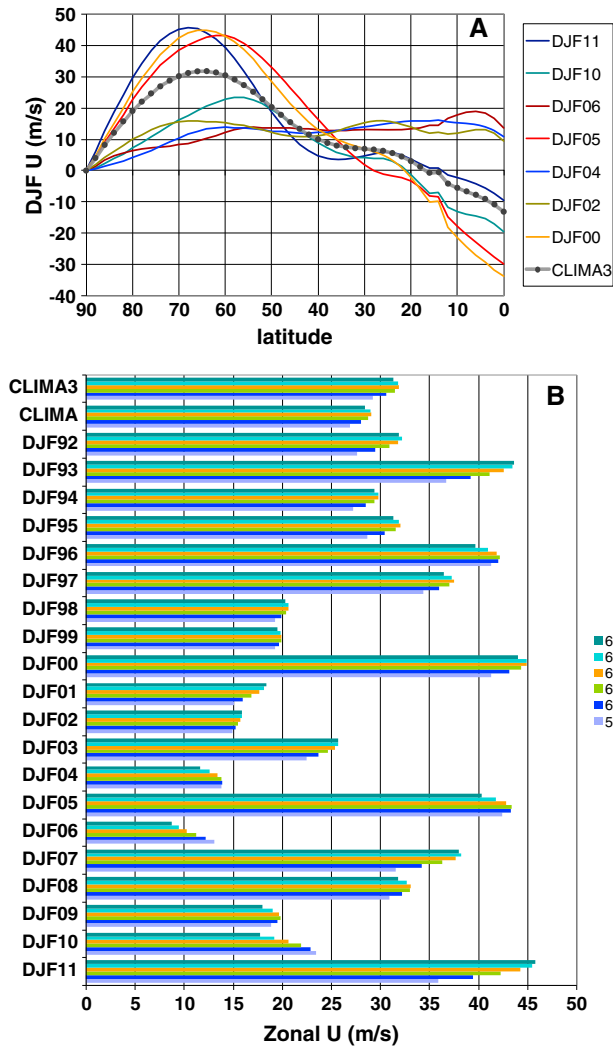 A
DJF U (m/s)
50
40
30
20
10
0
-10
-20
-30
-40
90 80 70 60 50 40 30 20 10 0
latitude
DJF11
DJF10
DJF06
DJF05
DJF04
DJF02
DJF00
CLIMA3
B
CLIMA3
CLIMA
DJF92
DJF93
DJF94
DJF95
DJF96
DJF97
DJF98
DJF99
DJF00
DJF01
DJF02
DJF03
DJF04
DJF05
DJF06
DJF07
DJF08
DJF09
DJF10
DJF11
0 5 10 15 20 25 30 35 40 45 50
Zonal U (m/s)
6
6
6
6
6
5